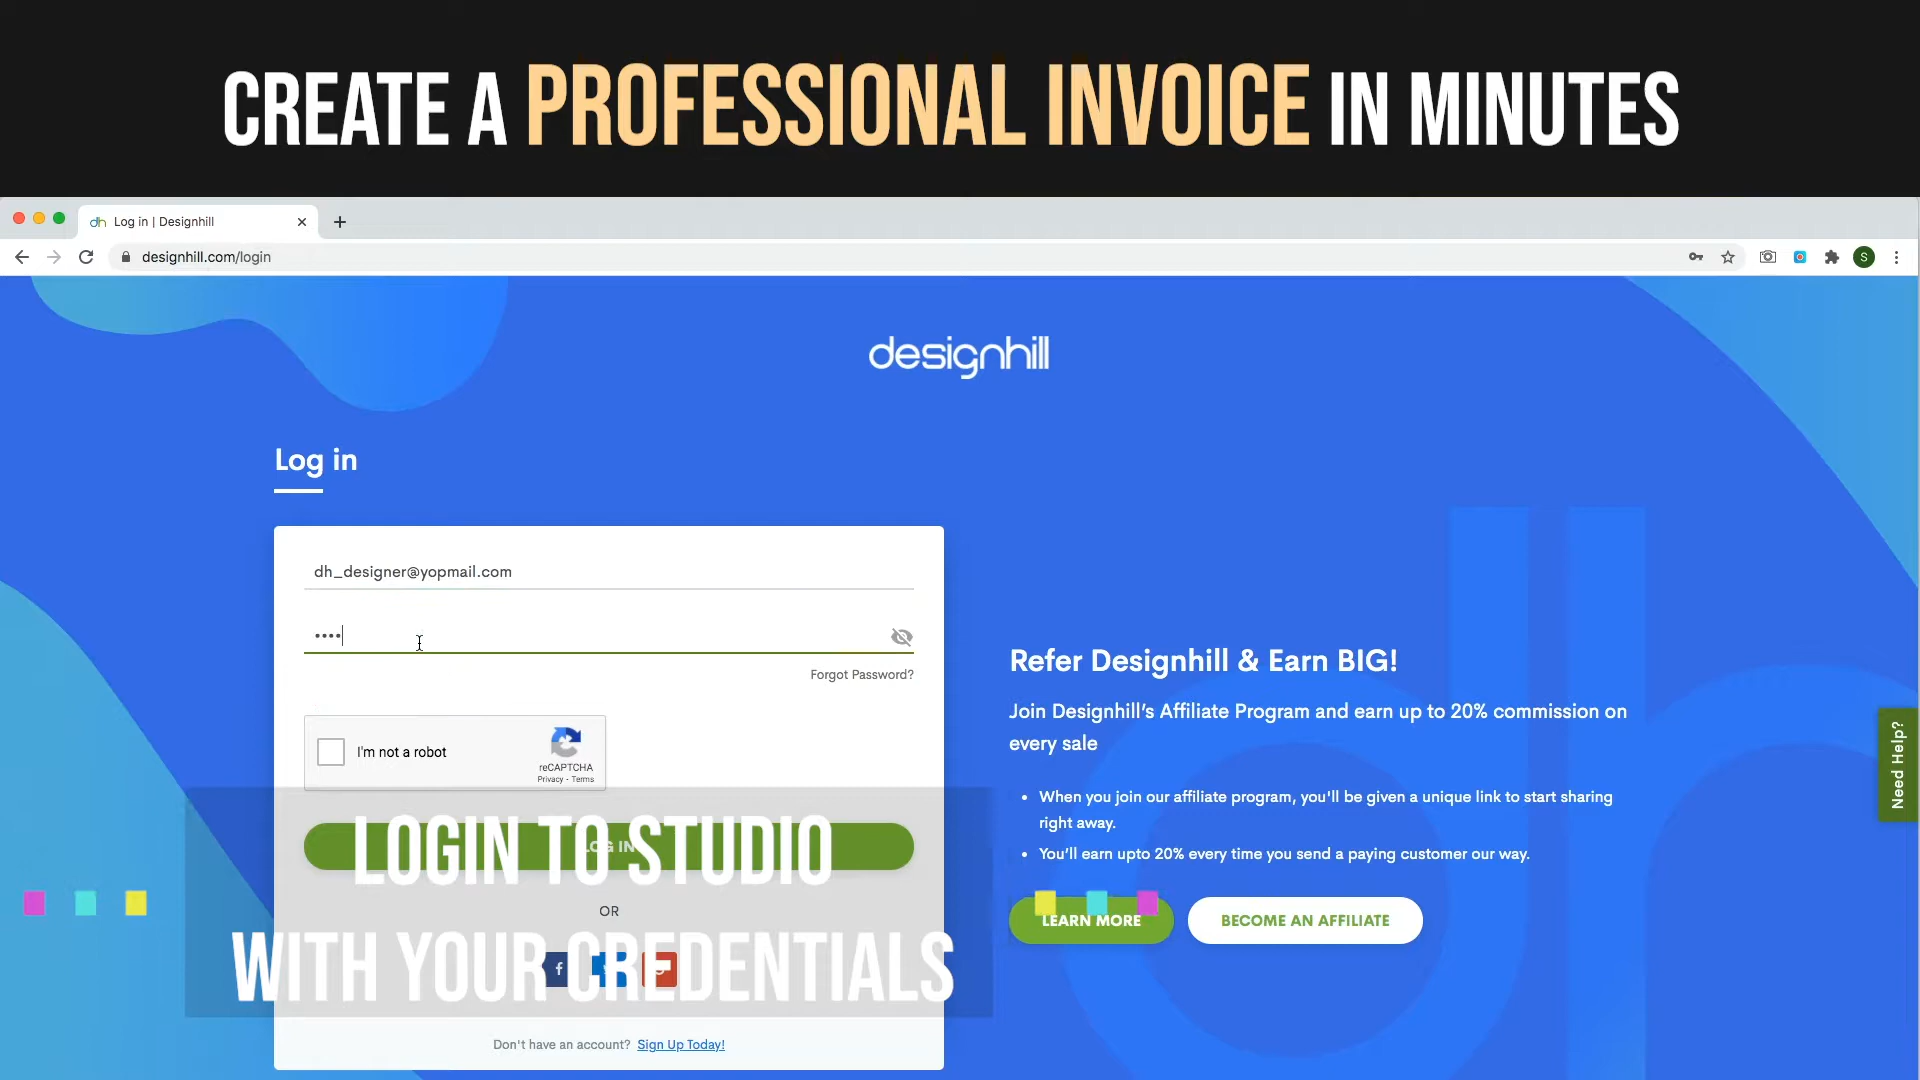 CREATE A PROFESSIONAL INVOICE IN MINUTES
dh Log in | Designhill
designhill.com/login
S
designhill
Log in
dh_designer@yopmail.com
••••
Forgot Password?
I'm not a robot
reCAPTCHA
Privacy - Terms
LOG IN
LOGIN TO STUDIO
OR
WITH YOUR CREDENTIALS
f
Don't have an account? Sign Up Today!
Refer Designhill & Earn BIG!
Join Designhill's Affiliate Program and earn up to 20% commission on
every sale
• When you join our affiliate program, you'll be given a unique link to start sharing
right away.
• You'll earn upto 20% every time you send a paying customer our way.
LEARN MORE
BECOME AN AFFILIATE
Need Help?
dh